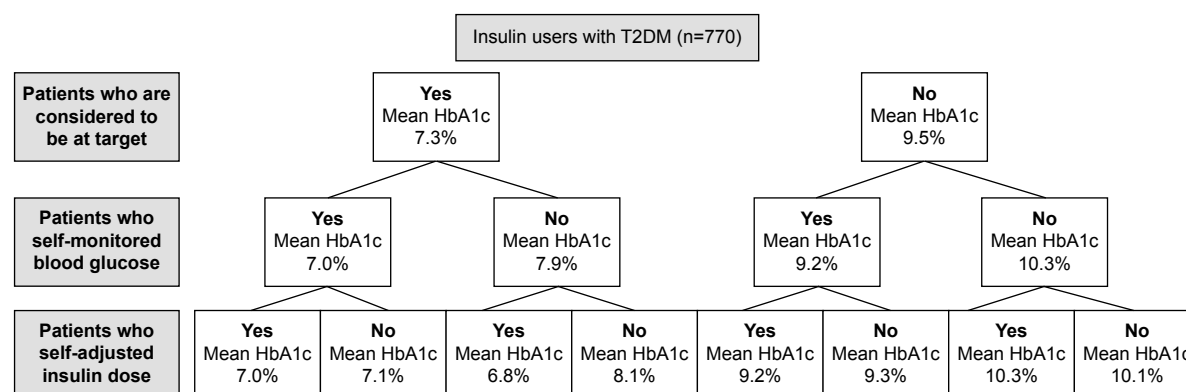 Insulin users with T2DM (n=770)
Patients who are
considered to
be at target
Yes
Mean HbA1c
7.3%
No
Mean HbA1c
9.5%
Patients who
self-monitored
blood glucose
Yes
Mean HbA1c
7.0%
No
Mean HbA1c
7.9%
Yes
Mean HbA1c
9.2%
No
Mean HbA1c
10.3%
Patients who
self-adjusted
insulin dose
Yes
Mean HbA1c
7.0%
No
Mean HbA1c
7.1%
Yes
Mean HbA1c
6.8%
No
Mean HbA1c
8.1%
Yes
Mean HbA1c
9.2%
No
Mean HbA1c
9.3%
Yes
Mean HbA1c
10.3%
No
Mean HbA1c
10.1%